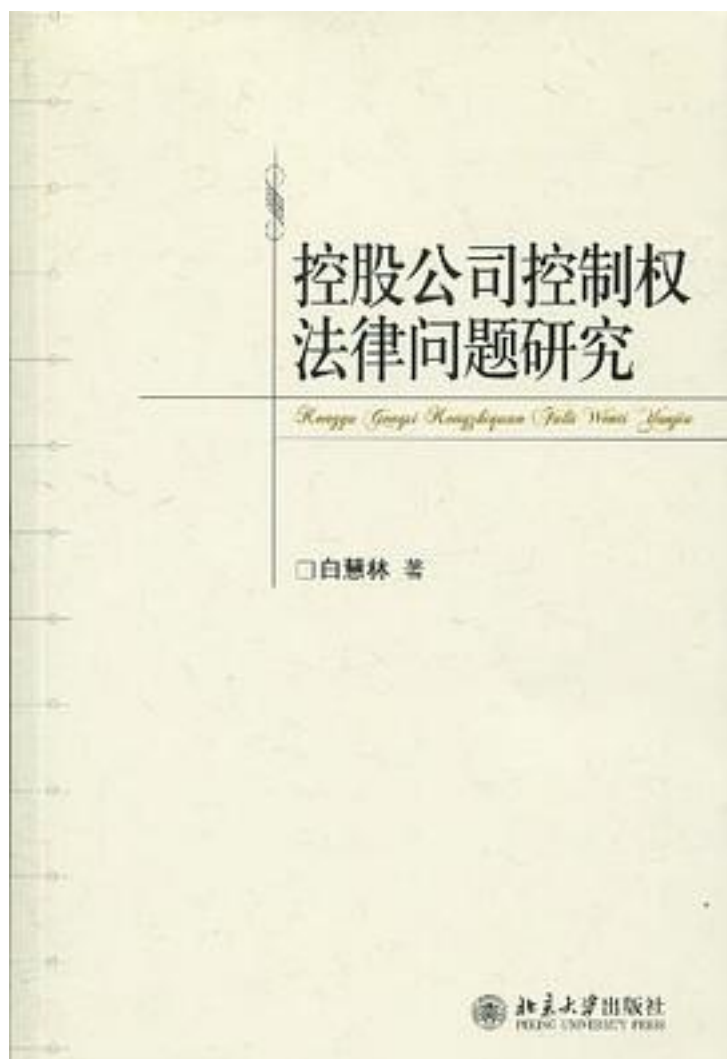 控股公司控制权
法律问题研究
Konggu Gongsi Kongzhiquan Falü Wenti Yanjiu
□白慧林 著
北京大学出版社
PEKING UNIVERSITY PRESS